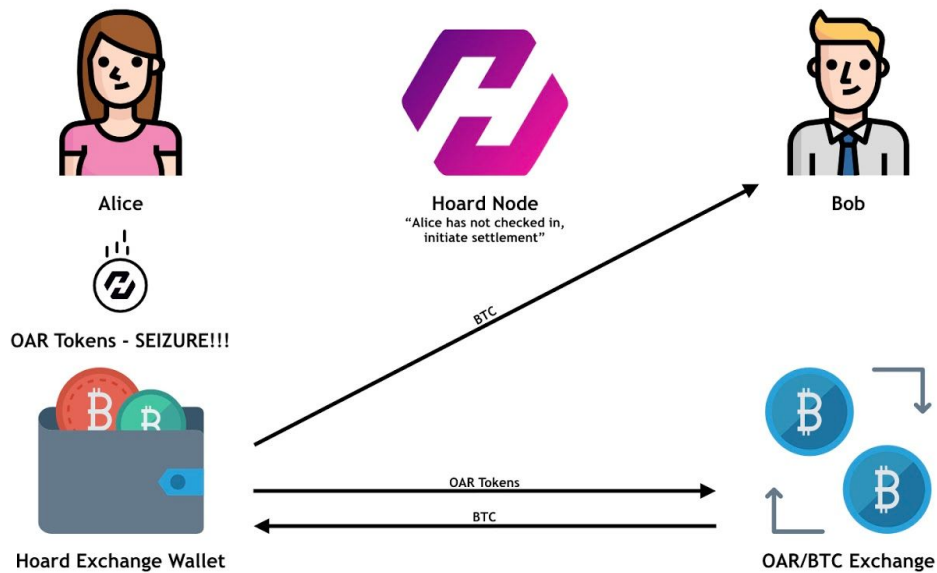 Alice
Hoard Node
“Alice has not checked in,
initiate settlement”
Bob
BTC
OAR Tokens - SEIZURE!!!
OAR Tokens
BTC
Hoard Exchange Wallet
OAR/BTC Exchange